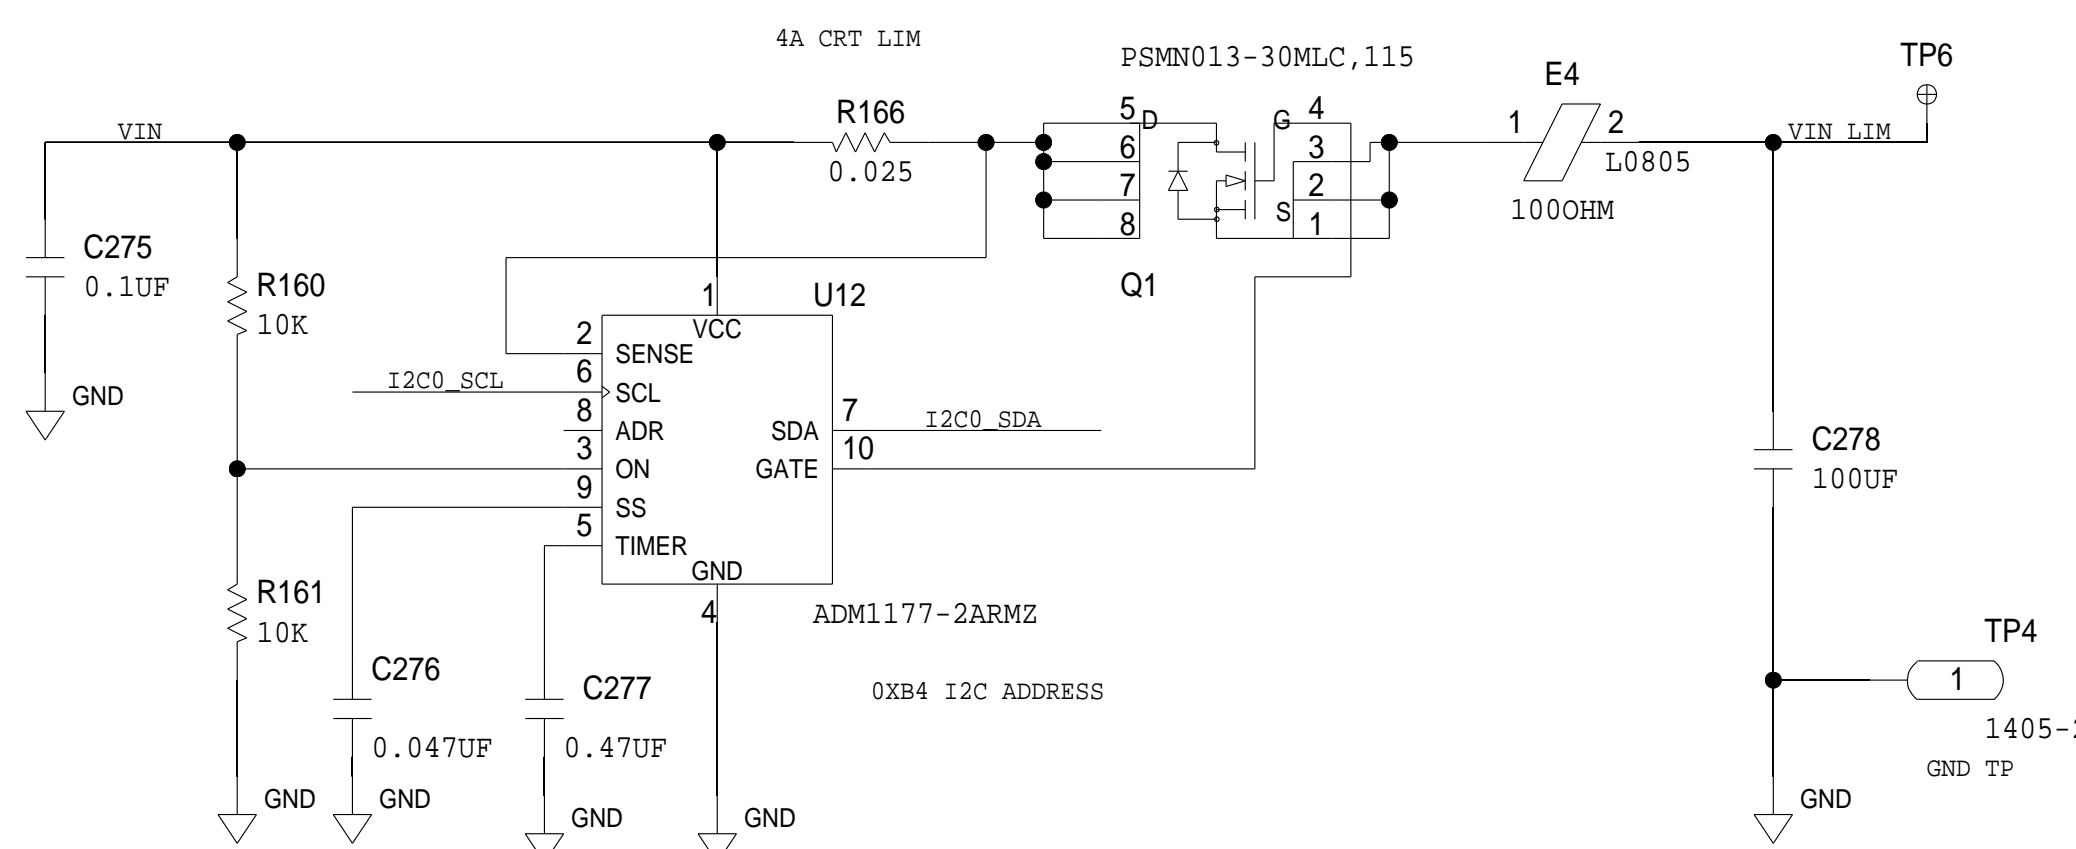 4A CRT LIM
PSMN013-30MLC,115
TP6
E4
VIN
R166
0.025
5 D
6
7
8
G 4
3
2
S 1
1
2
L0805
100OHM
VIN LIM
Q1
C275
0.1UF
GND
R160
10K
1
U12
VCC
2 SENSE
I2C0_SCL 6 SCL
8 ADR
SDA 7 I2C0_SDA
3 ON
GATE 10
9 SS
5 TIMER
GND
4
ADM1177-2ARMZ
0XB4 I2C ADDRESS
R161
10K
C276
0.047UF
C277
0.47UF
C278
100UF
TP4
1
1405-
GND TP
GND
GND
GND
GND
GND